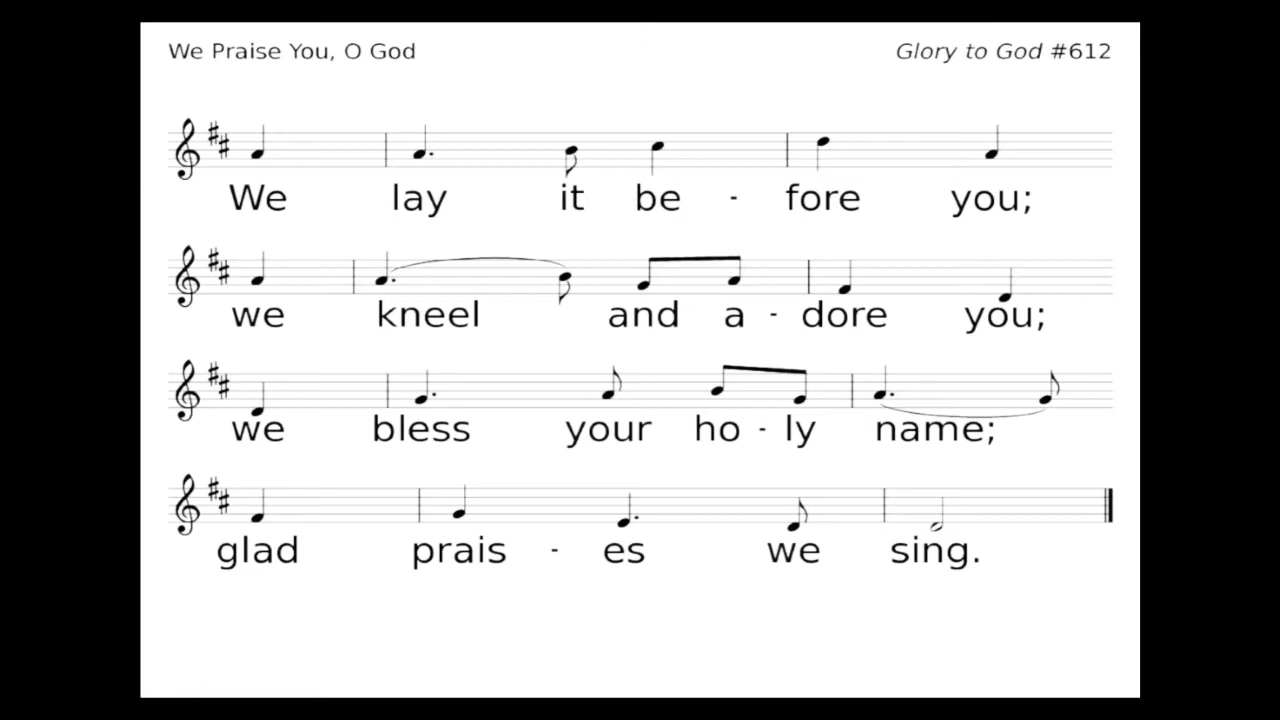 We Praise You, O God
Glory to God #612
We lay it be - fore you;
we kneel and a - dore you;
we bless your ho - ly name;
glad prais - es we sing.